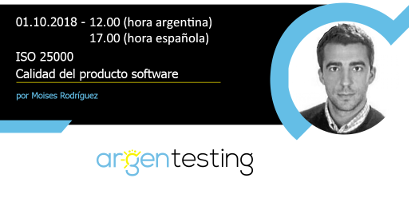 01.10.2018 - 12.00 (hora argentina)
17.00 (hora española)
ISO 25000
Calidad del producto software
por Moises Rodríguez
argentesting